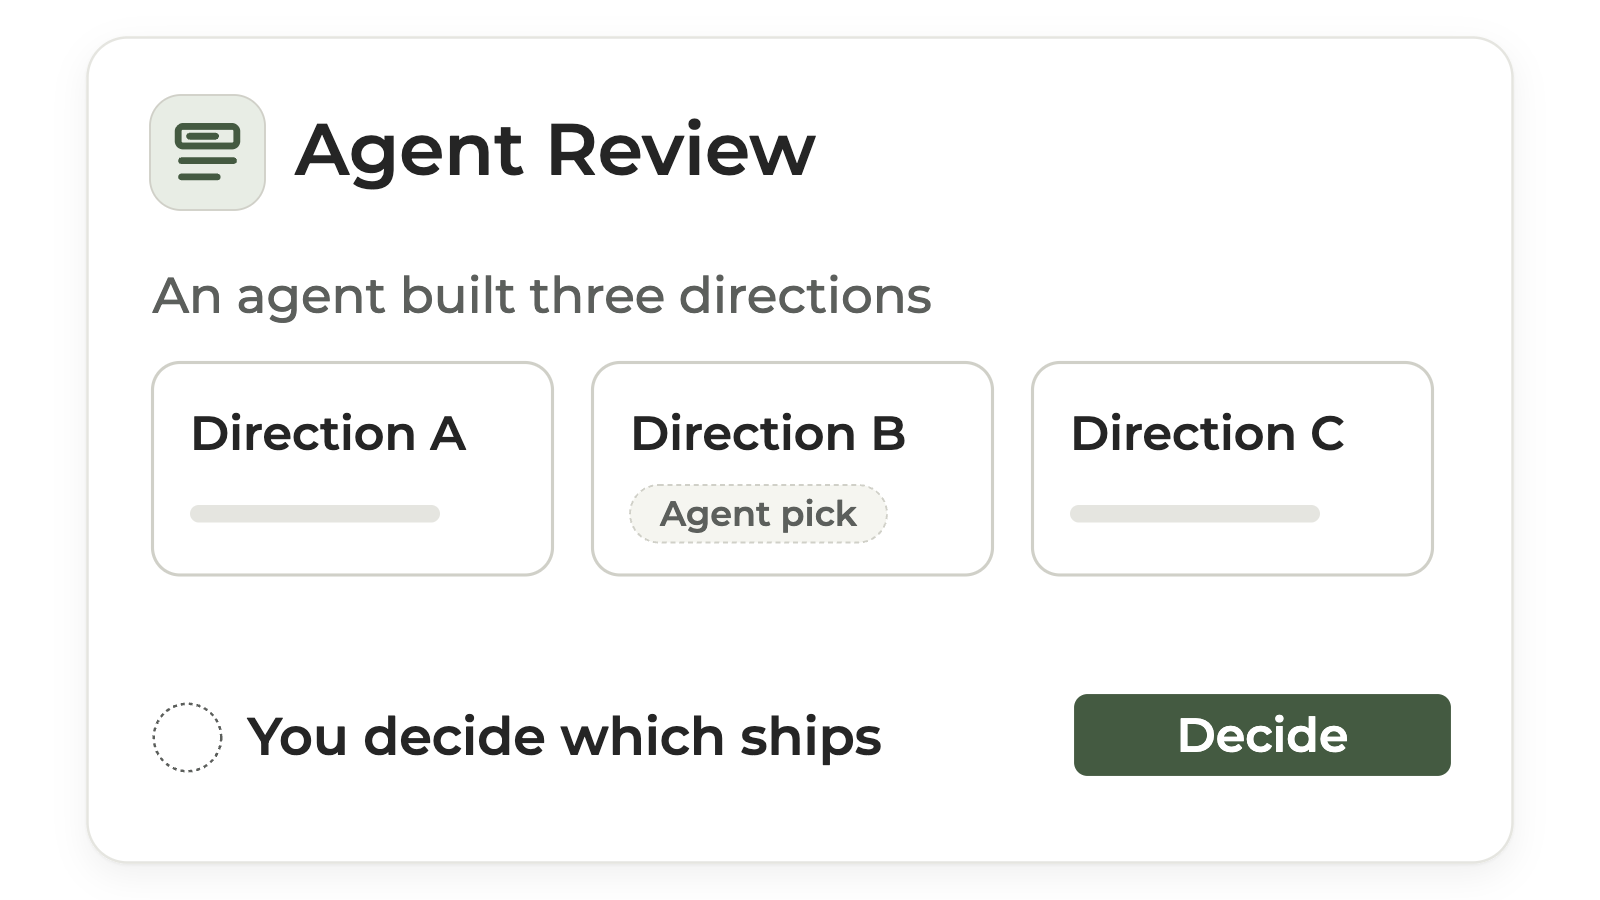 Agent Review
An agent built three directions
Direction A
Direction B
Agent pick
Direction C
You decide which ships
Decide